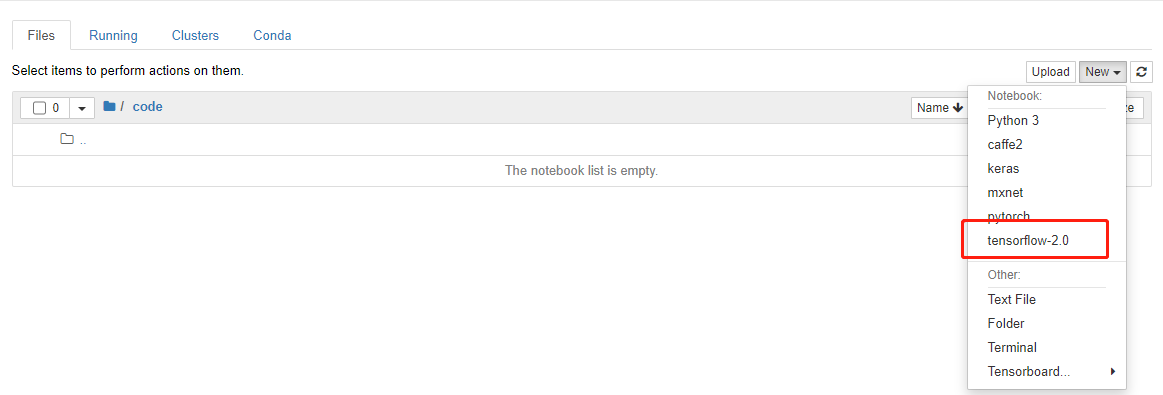 Files Running Clusters Conda
Select items to perform actions on them.
Upload New
0 / code Name
..
The notebook list is empty.
Notebook:
Python 3
caffe2
keras
mxnet
pytorch
tensorflow-2.0
Other:
Text File
Folder
Terminal
Tensorboard...